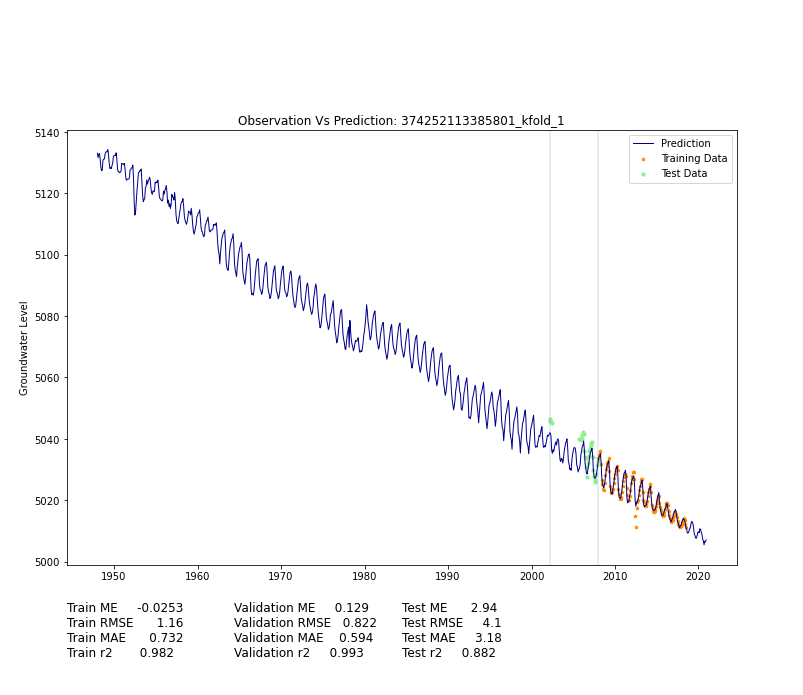 Observation Vs Prediction: 374252113385801_kfold_1
Prediction
Training Data
Test Data
Groundwater Level
5140
5120
5100
5080
5060
5040
5020
5000
1950 1960 1970 1980 1990 2000 2010 2020
Train ME -0.0253 Validation ME 0.129 Test ME 2.94
Train RMSE 1.16 Validation RMSE 0.822 Test RMSE 4.1
Train MAE 0.732 Validation MAE 0.594 Test MAE 3.18
Train r2 0.982 Validation r2 0.993 Test r2 0.882